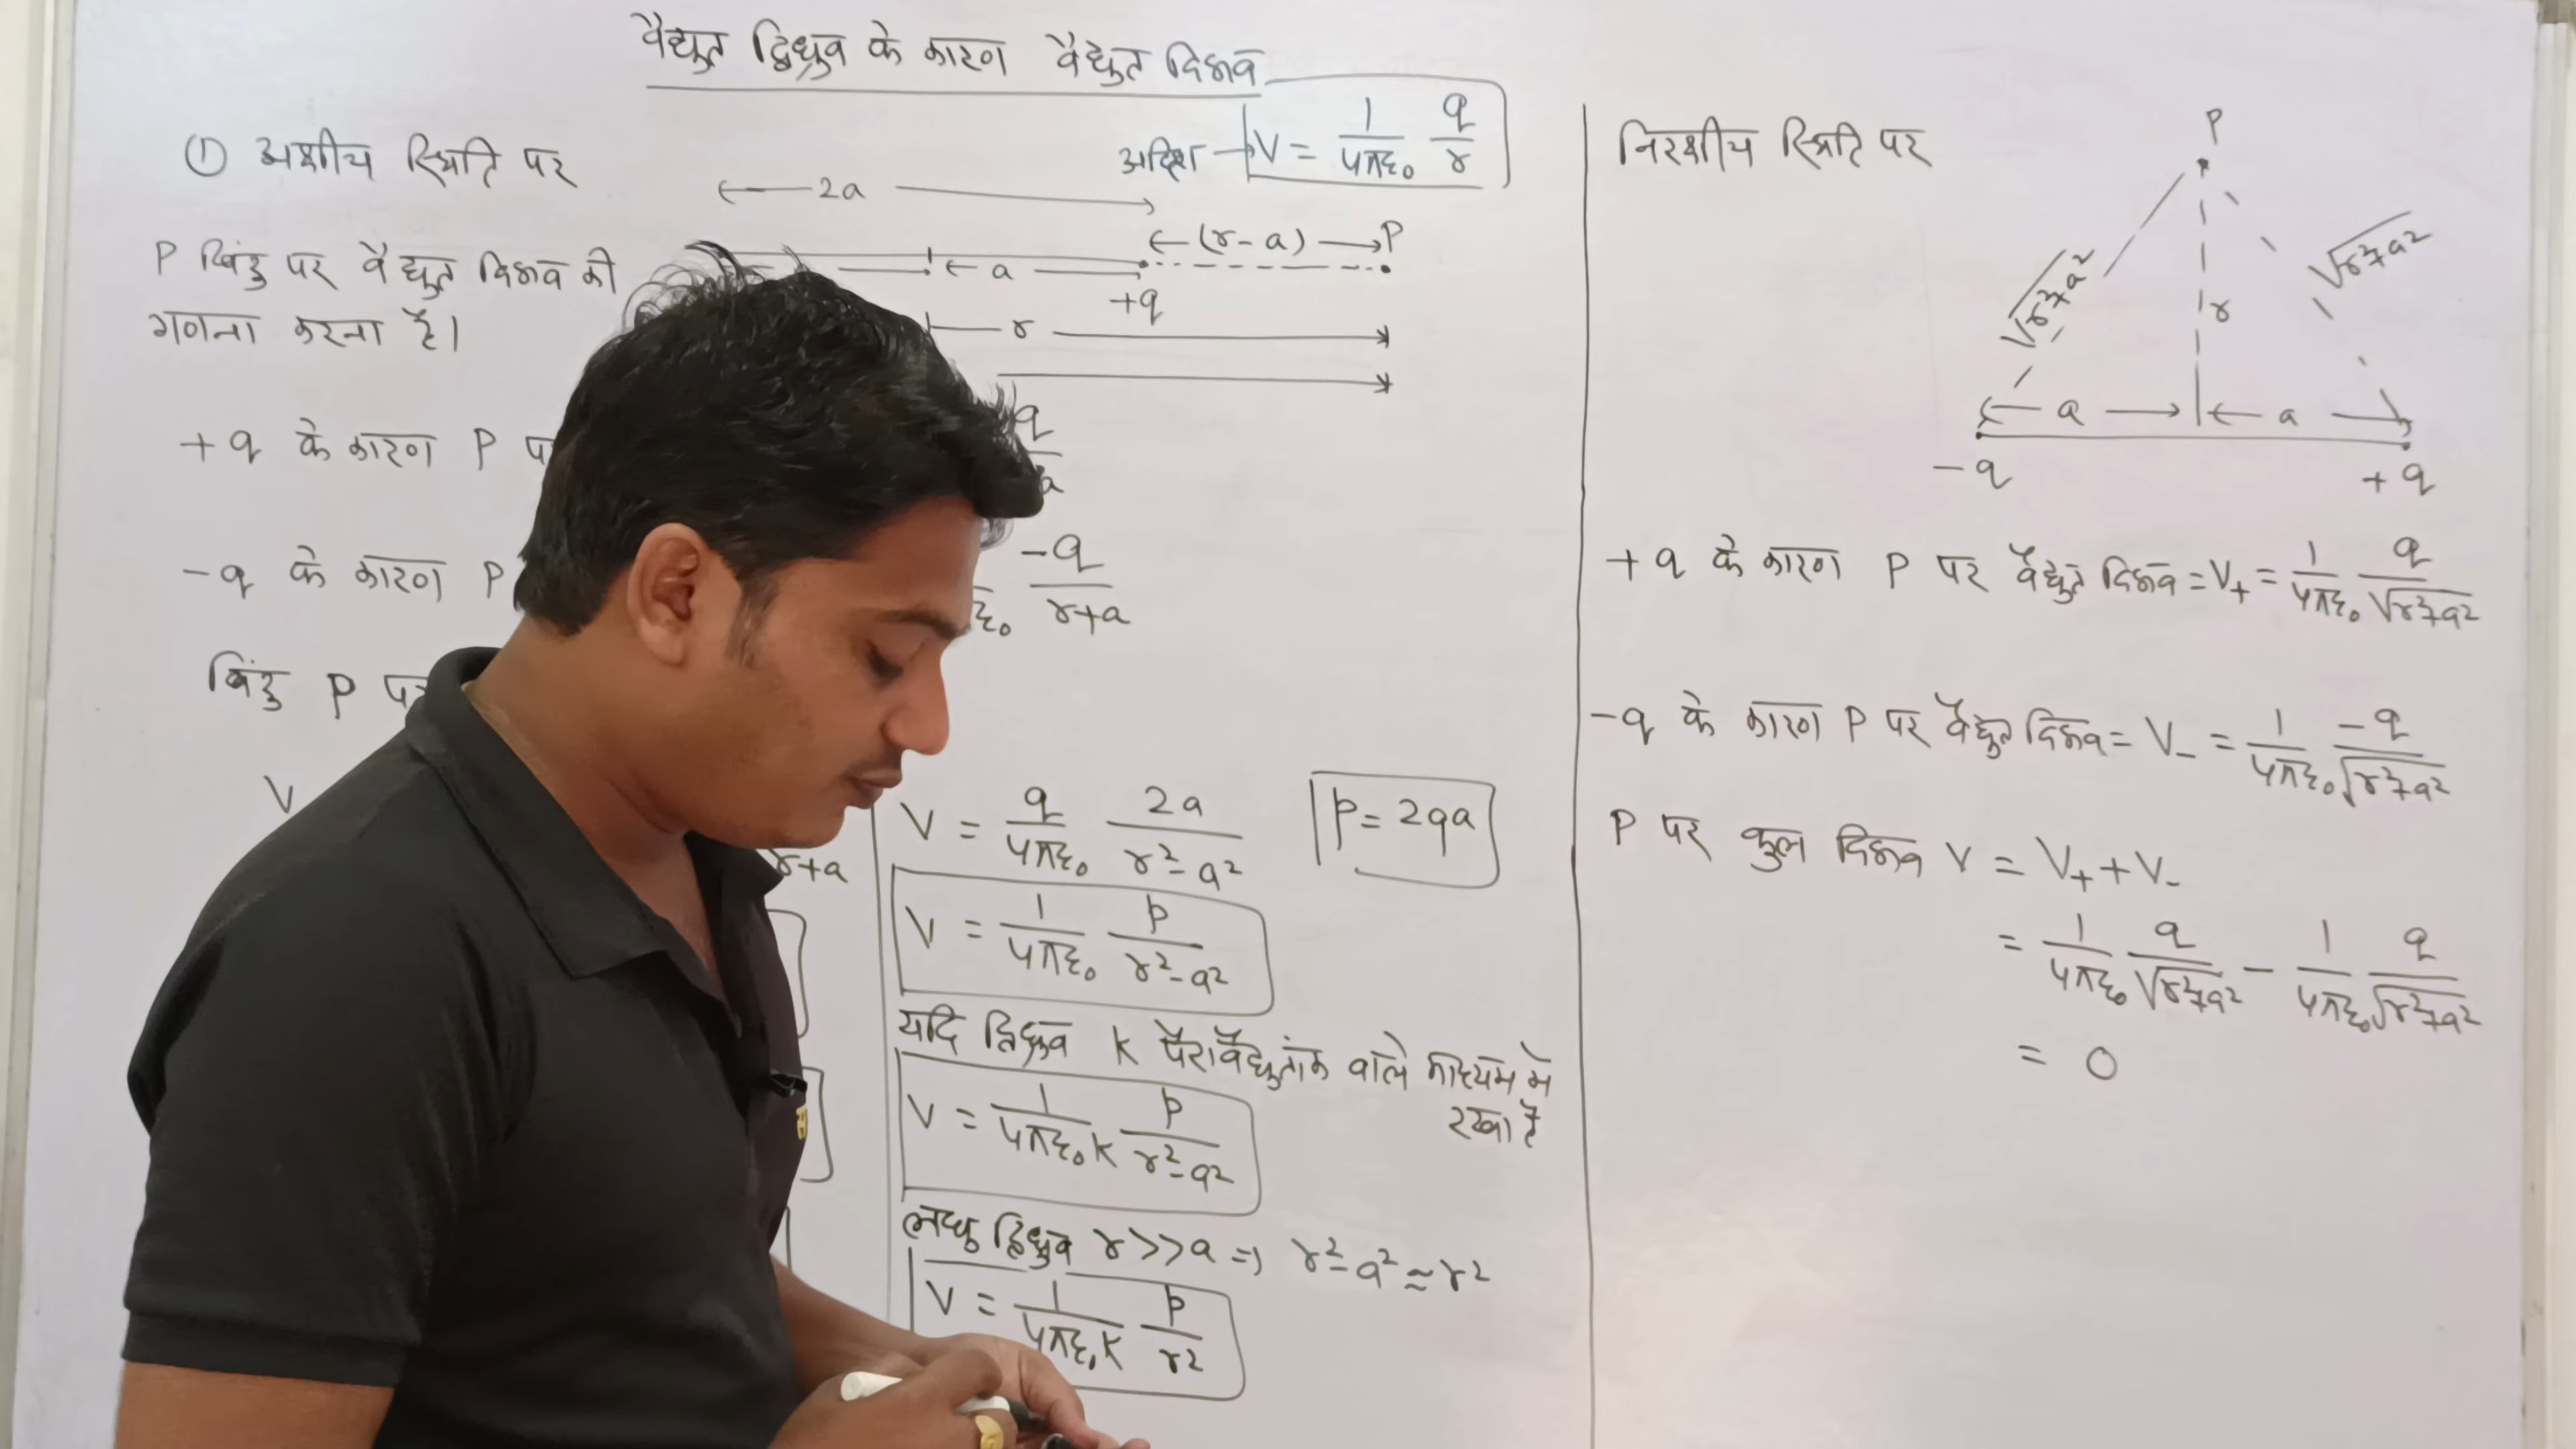 वैद्युत द्विध्रुव के कारण वैद्युत विभव
① अक्षीय स्थिति पर
अदिश → V = 1/4πε₀ q/r
2a
P बिंदु पर वैद्युत विभव की
गणना करना है।
a
(r-a)
P
+q
r
+q के कारण P
q
a
-q के कारण P
ε₀ -q/r+a
बिंदु P पर
V
r+a
V = q/4πε₀ 2a/r²-a²
p = 2qa
V = 1/4πε₀ p/r²-a²
यदि द्विध्रुव K पैरावैद्युतांक वाले माध्यम में
रखा है
V = 1/4πε₀K p/r²-a²
लघु द्विध्रुव r>>a ⇒ r²-a² ≈ r²
V = 1/4πε₀K p/r²
निरक्षीय स्थिति पर
P
√r²+a²
√r²+a²
r
a
a
-q
+q
+q के कारण P पर वैद्युत विभव = V₊ = 1/4πε₀ q/√r²+a²
-q के कारण P पर वैद्युत विभव = V₋ = 1/4πε₀ -q/√r²+a²
P पर कुल विभव V = V₊ + V₋
= 1/4πε₀ q/√r²+a² - 1/4πε₀ q/√r²+a²
= 0